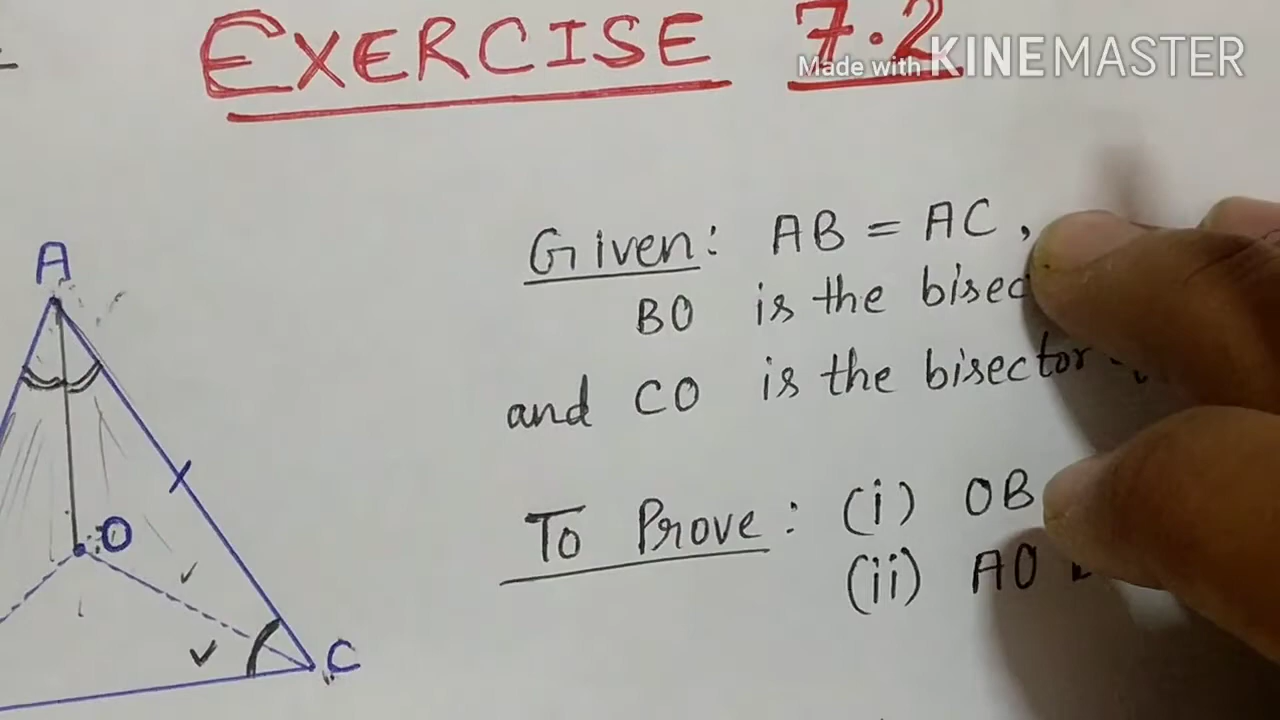 EXERCISE 7.2
Made with KINEMASTER
Given: AB = AC,
BO is the
and CO is the bisector
To Prove: (i) OB
(ii) AO
A
O
C